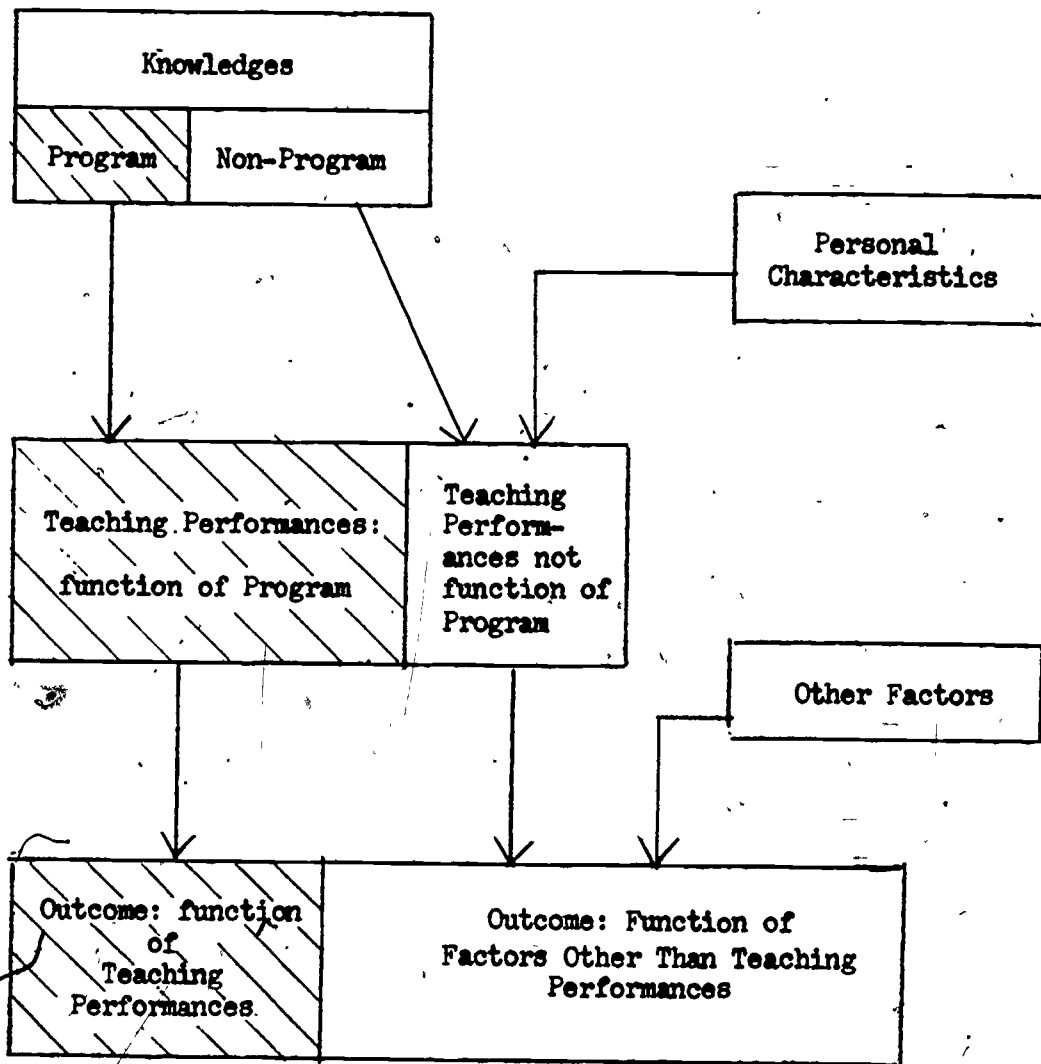 Knowledges
Program
Non-Program
Personal
Characteristics
Teaching Performances:
function of Program
Teaching
Perform-
ances not
function of
Program
Other Factors
Outcome: function
of
Teaching
Performances
Outcome: Function of
Factors Other Than Teaching
Performances